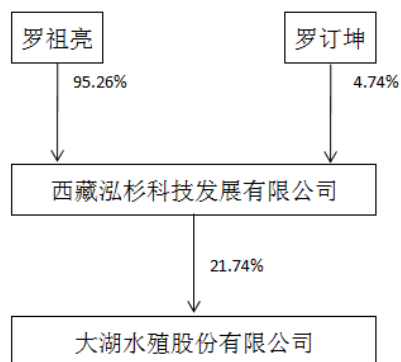 罗祖亮
罗订坤
95.26%
4.74%
西藏泓杉科技发展有限公司
21.74%
大湖水殖股份有限公司